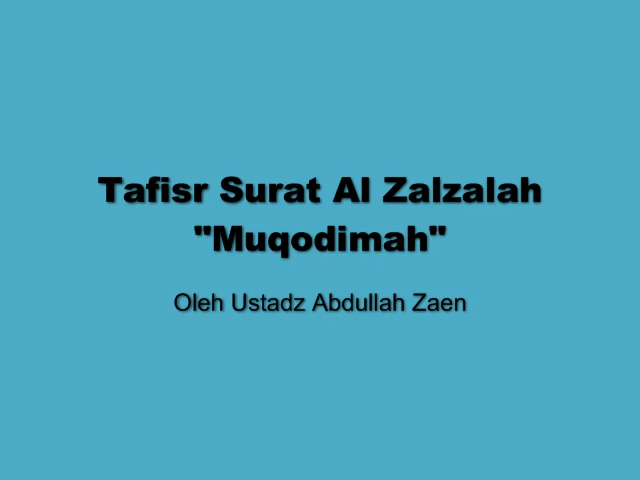 Tafisr Surat Al Zalzalah
"Muqodimah"
Oleh Ustadz Abdullah Zaen